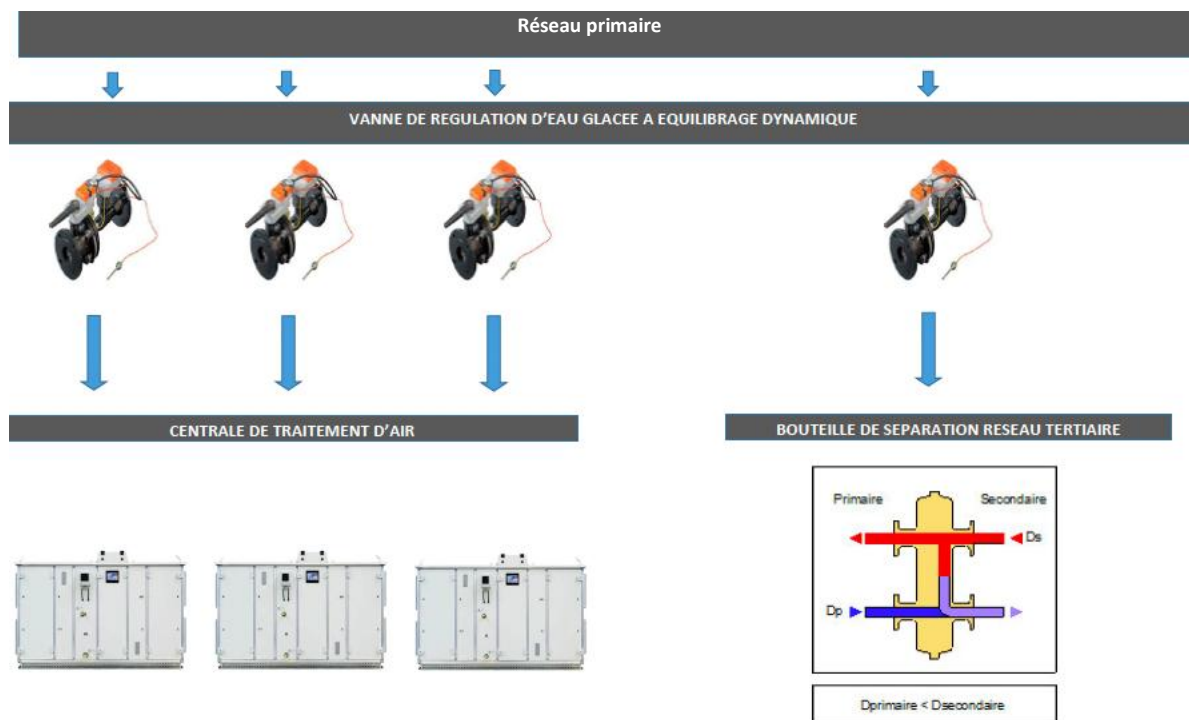 Réseau primaire
VANNE DE REGULATION D'EAU GLACEE A EQUILIBRAGE DYNAMIQUE
CENTRALE DE TRAITEMENT D'AIR
BOUTEILLE DE SEPARATION RESEAU TERTIAIRE
Primaire
Secondaire
Ds
Dp
Dprimaire < Dsecondaire